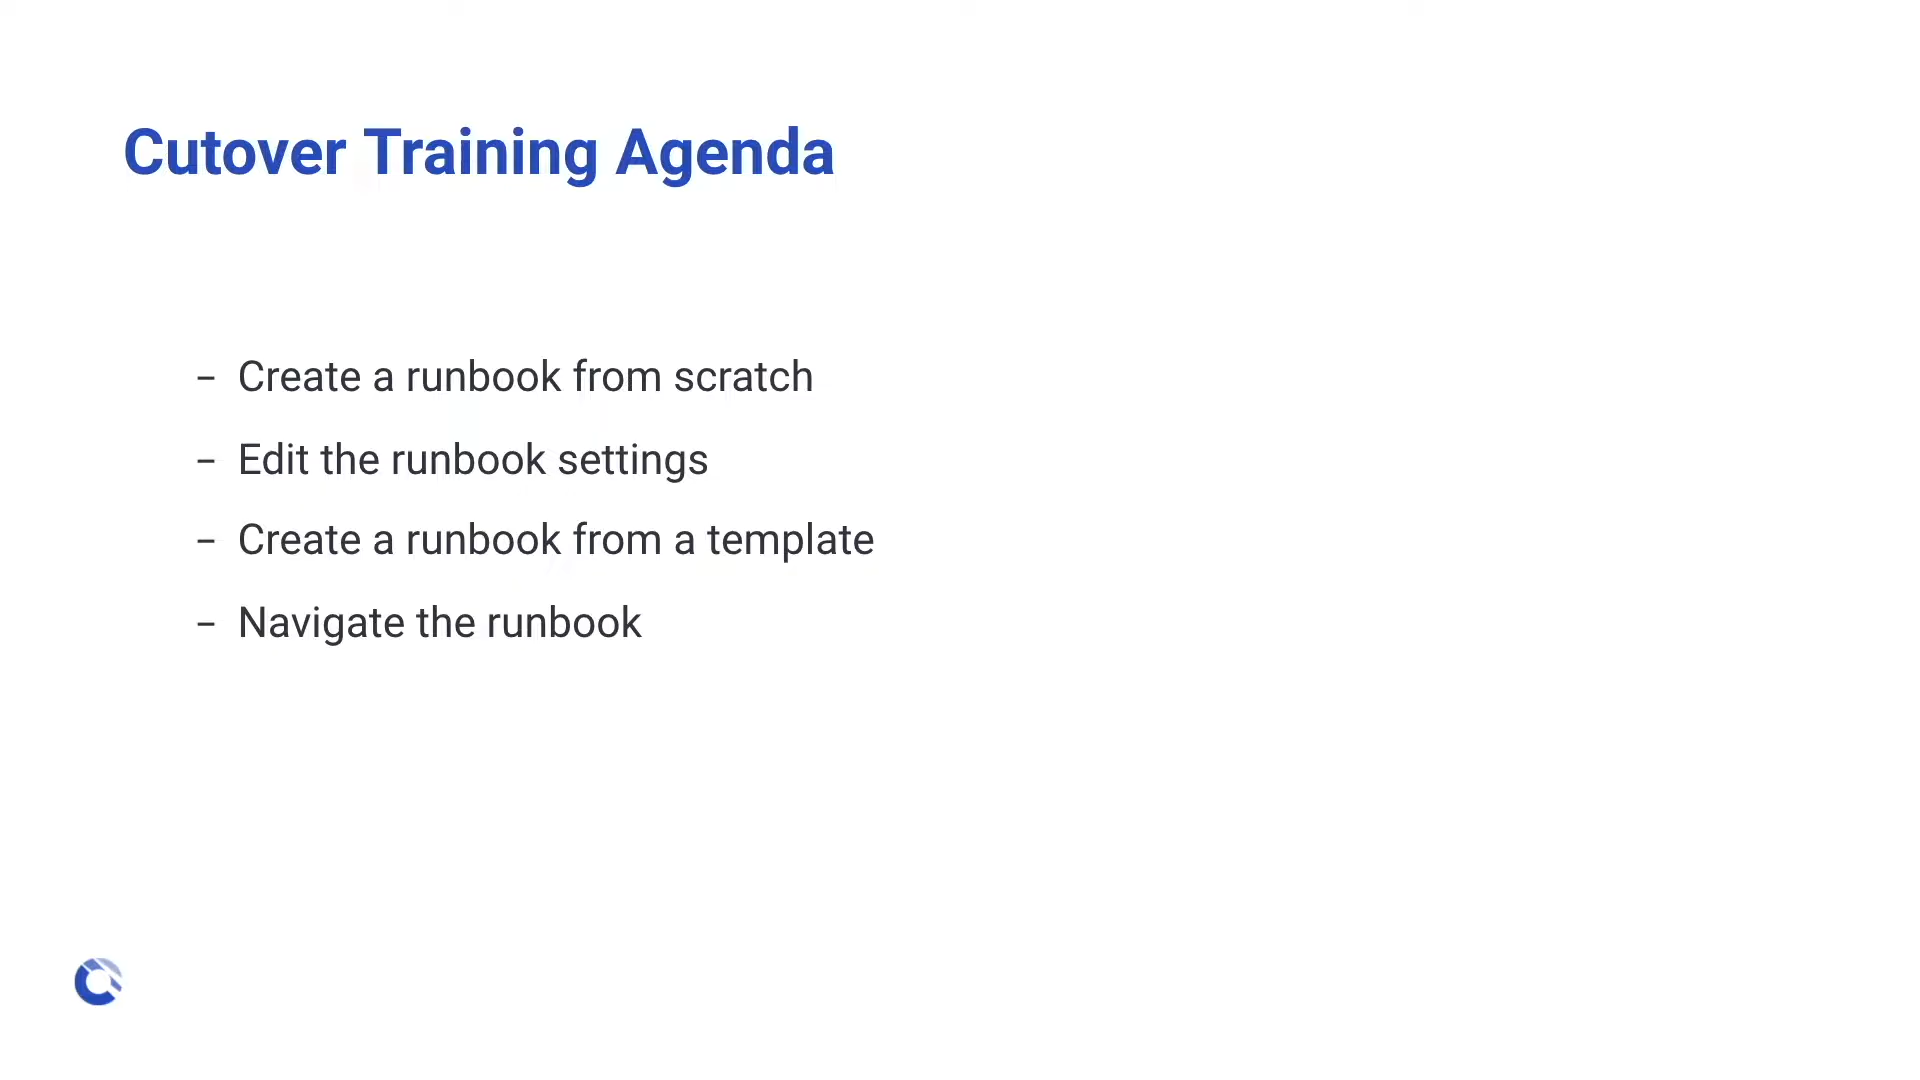 Cutover Training Agenda
– Create a runbook from scratch
– Edit the runbook settings
– Create a runbook from a template
– Navigate the runbook